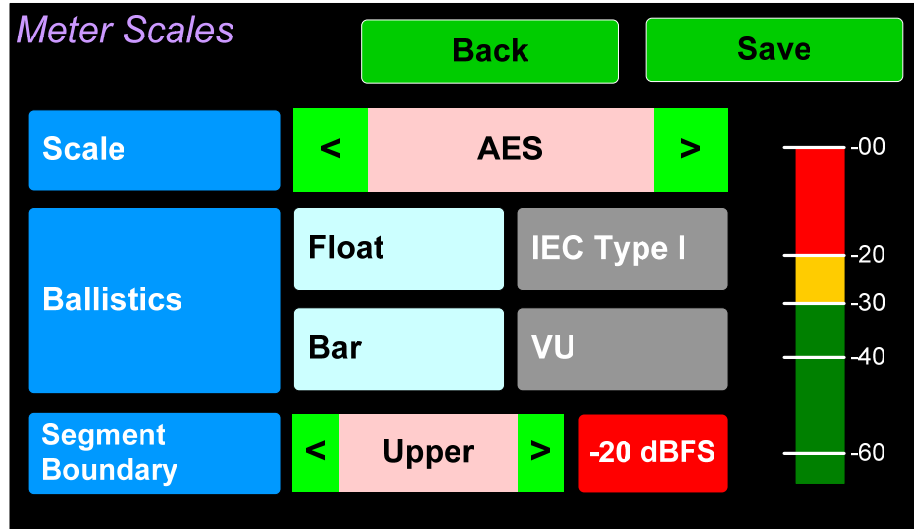 Meter Scales
Back
Save
Scale
<
AES
>
Ballistics
Float
IEC Type I
Bar
VU
Segment
Boundary
<
Upper
>
-20 dBFS
-00
-20
-30
-40
-60